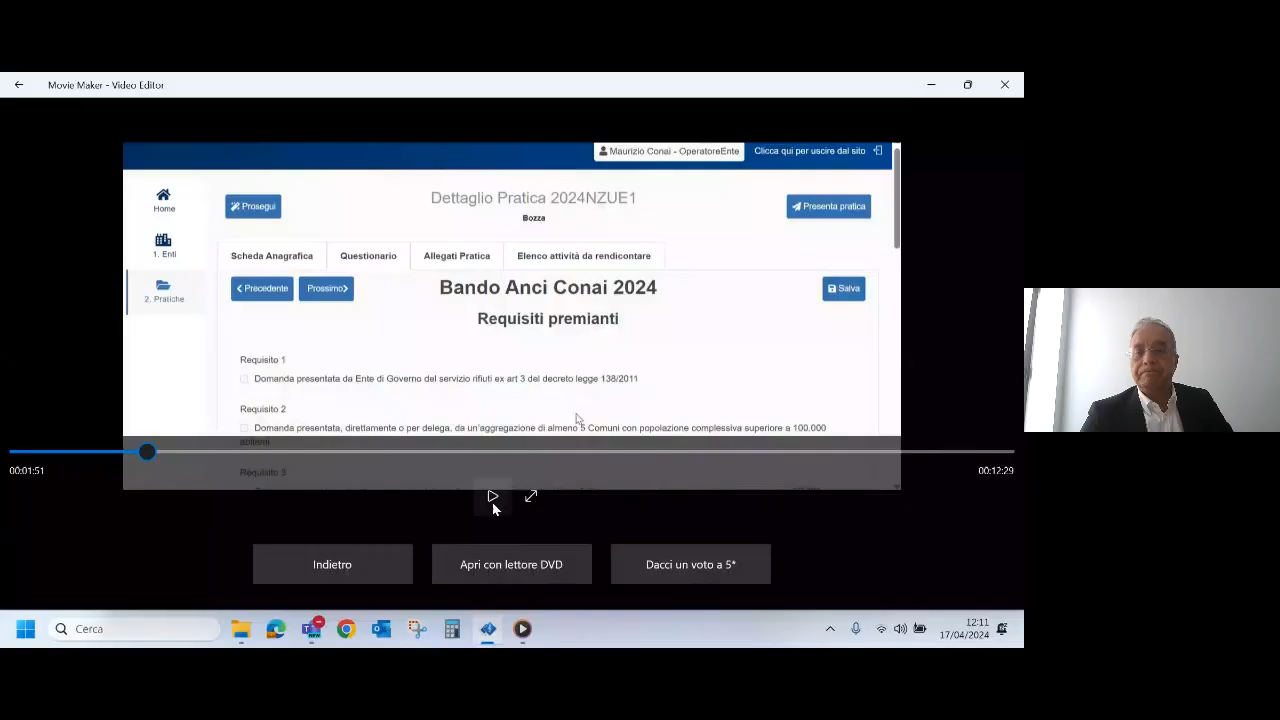 Movie Maker - Video Editor
Maurizio Conai - OperatoreEnte
Clicca qui per uscire dal sito
Home
1. Enti
2. Pratiche
Prosegui
Dettaglio Pratica 2024NZUE1
Bozza
Presenta pratica
Scheda Anagrafica
Questionario
Allegati Pratica
Elenco attività da rendicontare
Precedente
Prossimo
Bando Anci Conai 2024
Salva
Requisiti premianti
Requisito 1
Domanda presentata da Ente di Governo del servizio rifiuti ex art 3 del decreto legge 138/2011
Requisito 2
Domanda presentata, direttamente o per delega, da un'aggregazione di almeno 5 Comuni con popolazione complessiva superiore a 100.000
abitanti
Requisito 3
00:01:51
00:12:29
Indietro
Apri con lettore DVD
Dacci un voto a 5*
Cerca
NEW
12:11
17/04/2024